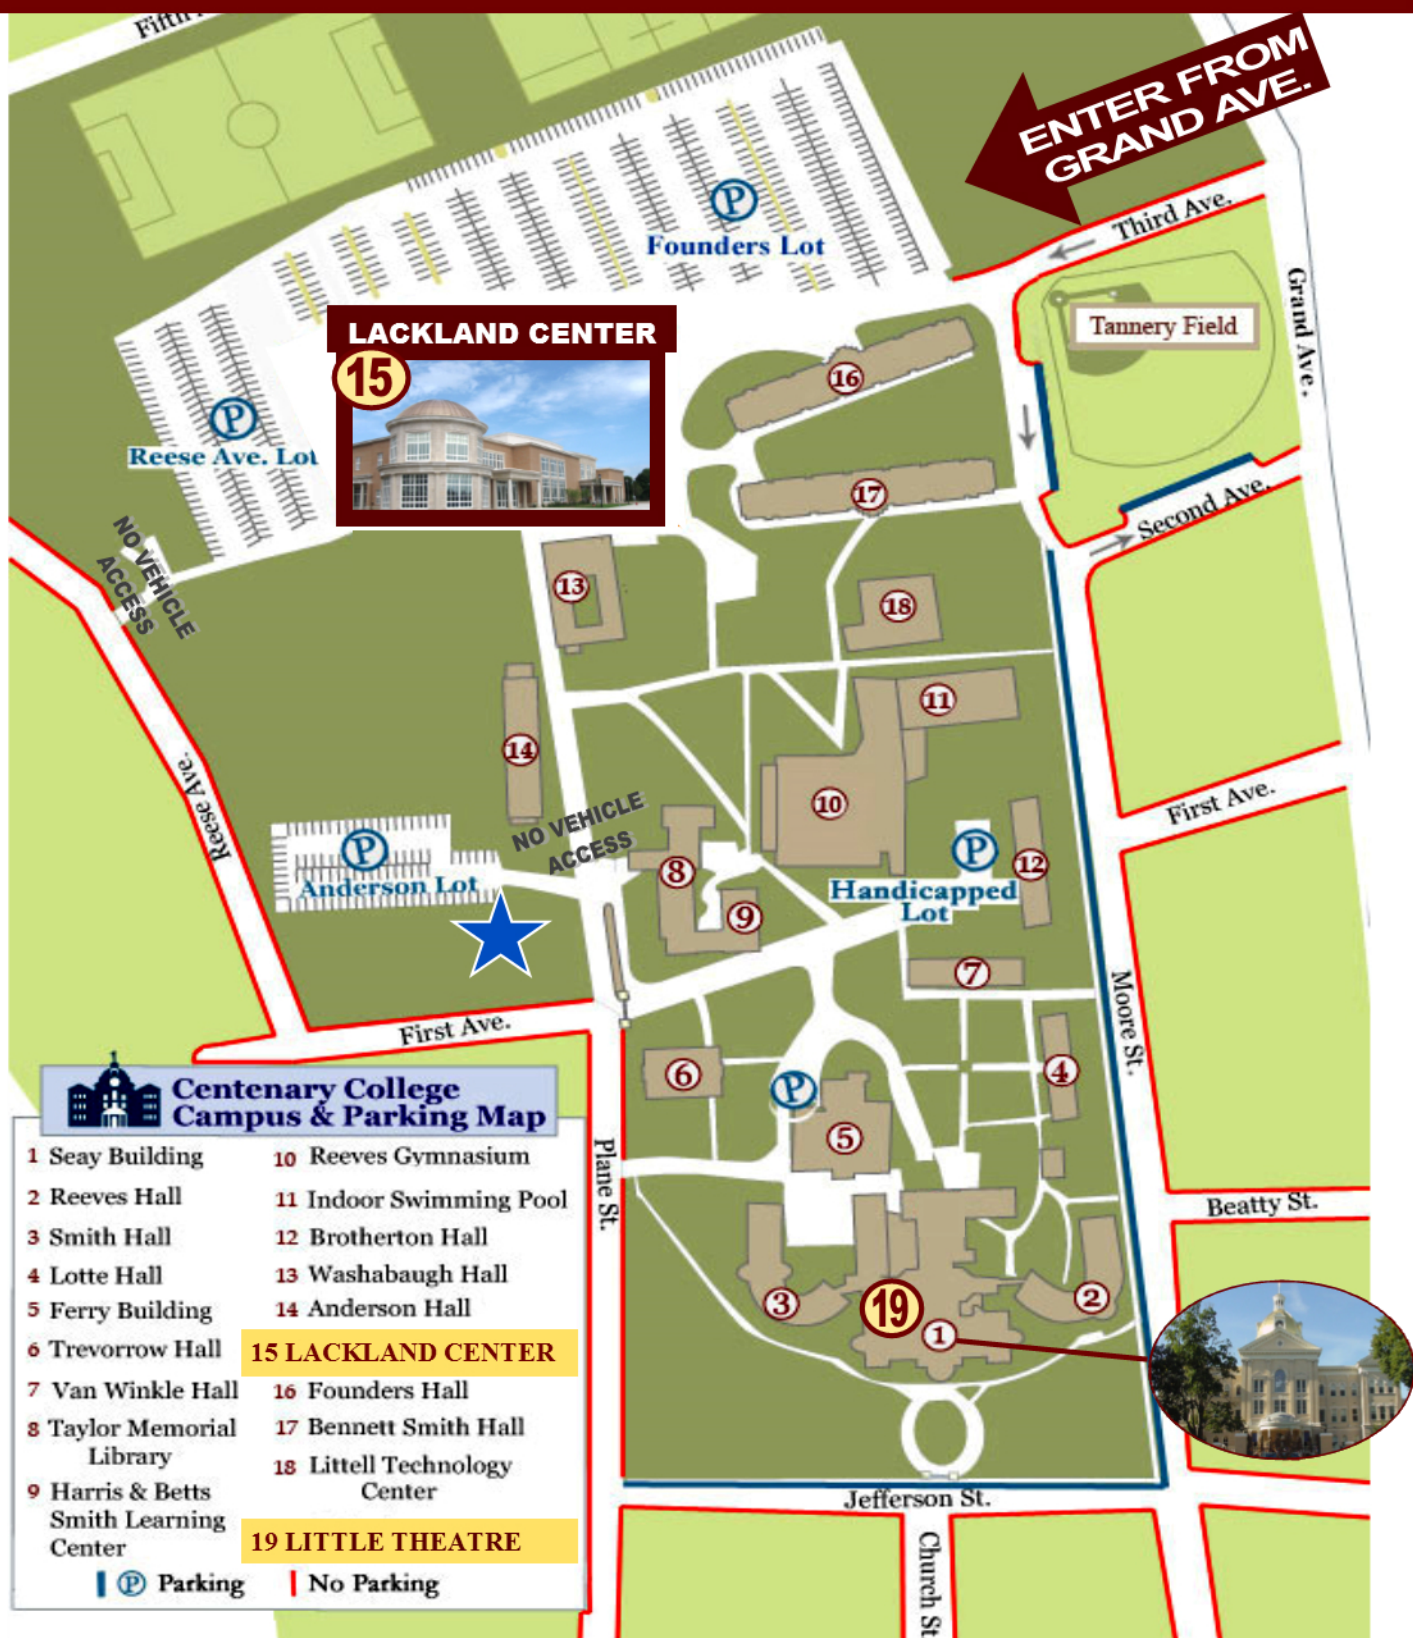 Fifth
ENTER FROM
GRAND AVE.
Third Ave.
P
Founders Lot
Grand Ave.
Tannery Field
LACKLAND CENTER
15
16
P
Reese Ave. Lot
17
Second Ave.
NO VEHICLE
ACCESS
13
18
11
14
Reese Ave.
10
First Ave.
NO VEHICLE
ACCESS
P
Anderson Lot
8
P
12
Handicapped
Lot
9
7
First Ave.
Moore St.
6
P
4
5
Plane St.
Beatty St.
3
19
2
1
Jefferson St.
Church St.
Centenary College
Campus & Parking Map
1 Seay Building
2 Reeves Hall
3 Smith Hall
4 Lotte Hall
5 Ferry Building
6 Trevorrow Hall
7 Van Winkle Hall
8 Taylor Memorial
Library
9 Harris & Betts
Smith Learning
Center
10 Reeves Gymnasium
11 Indoor Swimming Pool
12 Brotherton Hall
13 Washabaugh Hall
14 Anderson Hall
15 LACKLAND CENTER
16 Founders Hall
17 Bennett Smith Hall
18 Littell Technology
Center
19 LITTLE THEATRE
P Parking
No Parking